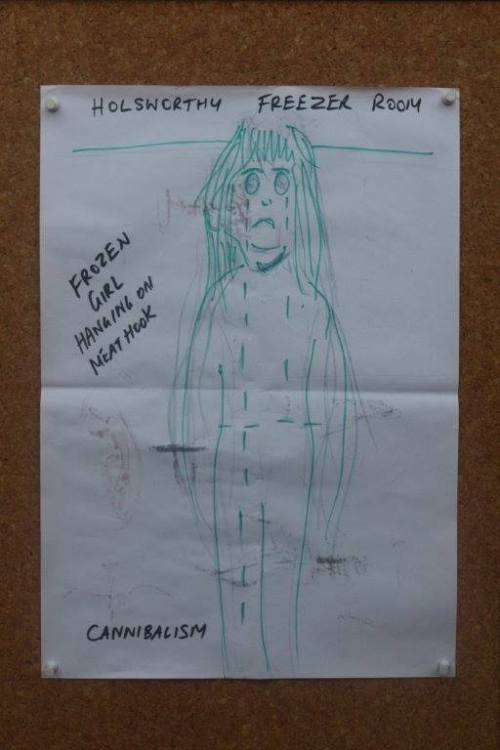 HOLSWORTHY FREEZER ROOM
FROZEN
GIRL
HANGING ON
MEAT HOOK
CANNIBALISM